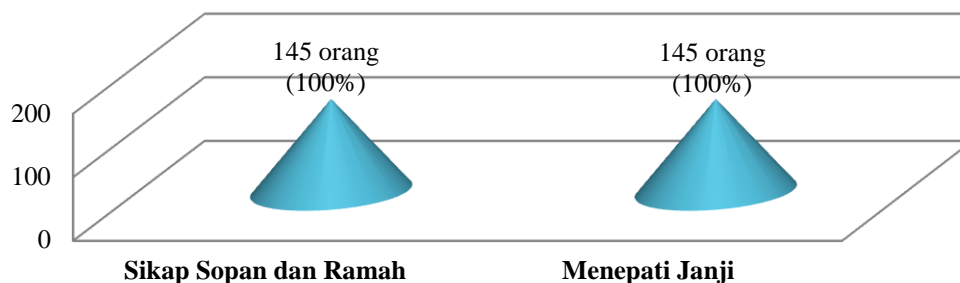 145 orang
(100%)
145 orang
(100%)
200
100
0
Sikap Sopan dan Ramah
Menepati Janji